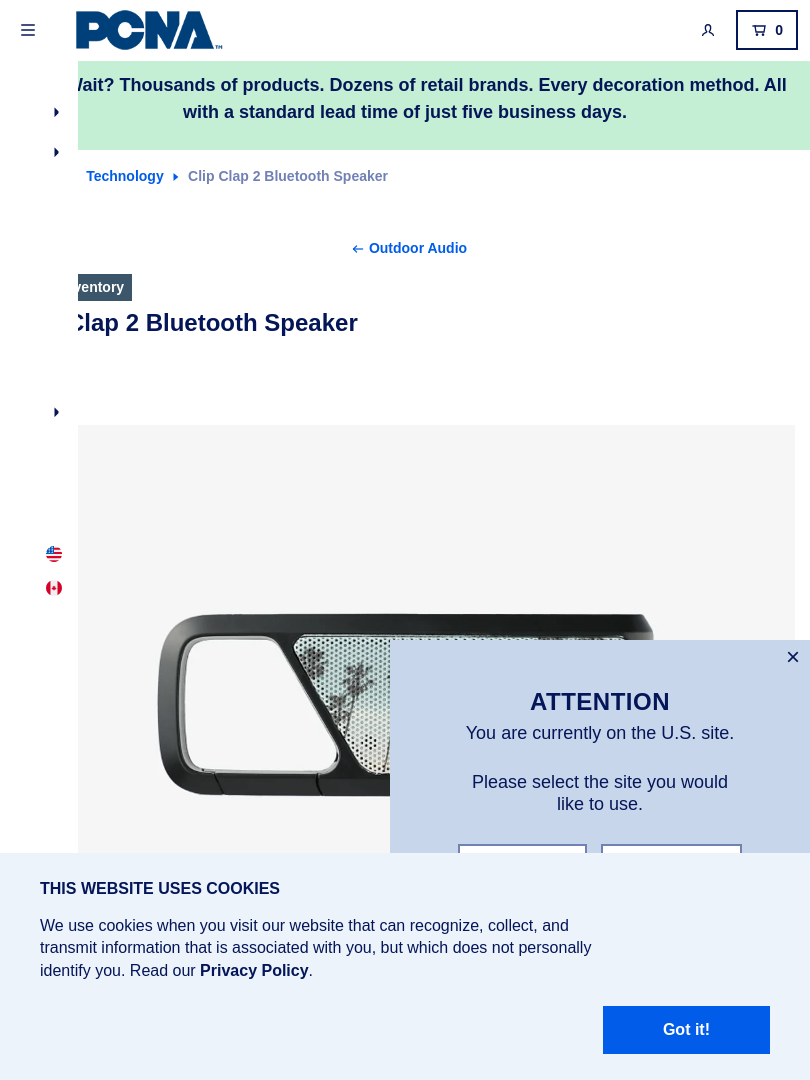 PCNA™
0
Wait? Thousands of products. Dozens of retail brands. Every decoration method. All
with a standard lead time of just five business days.
Technology
Clip Clap 2 Bluetooth Speaker
Outdoor Audio
Clap 2 Bluetooth Speaker
ATTENTION
You are currently on the U.S. site.
Please select the site you would
like to use.
THIS WEBSITE USES COOKIES
We use cookies when you visit our website that can recognize, collect, and
transmit information that is associated with you, but which does not personally
identify you. Read our Privacy Policy.
Got it!